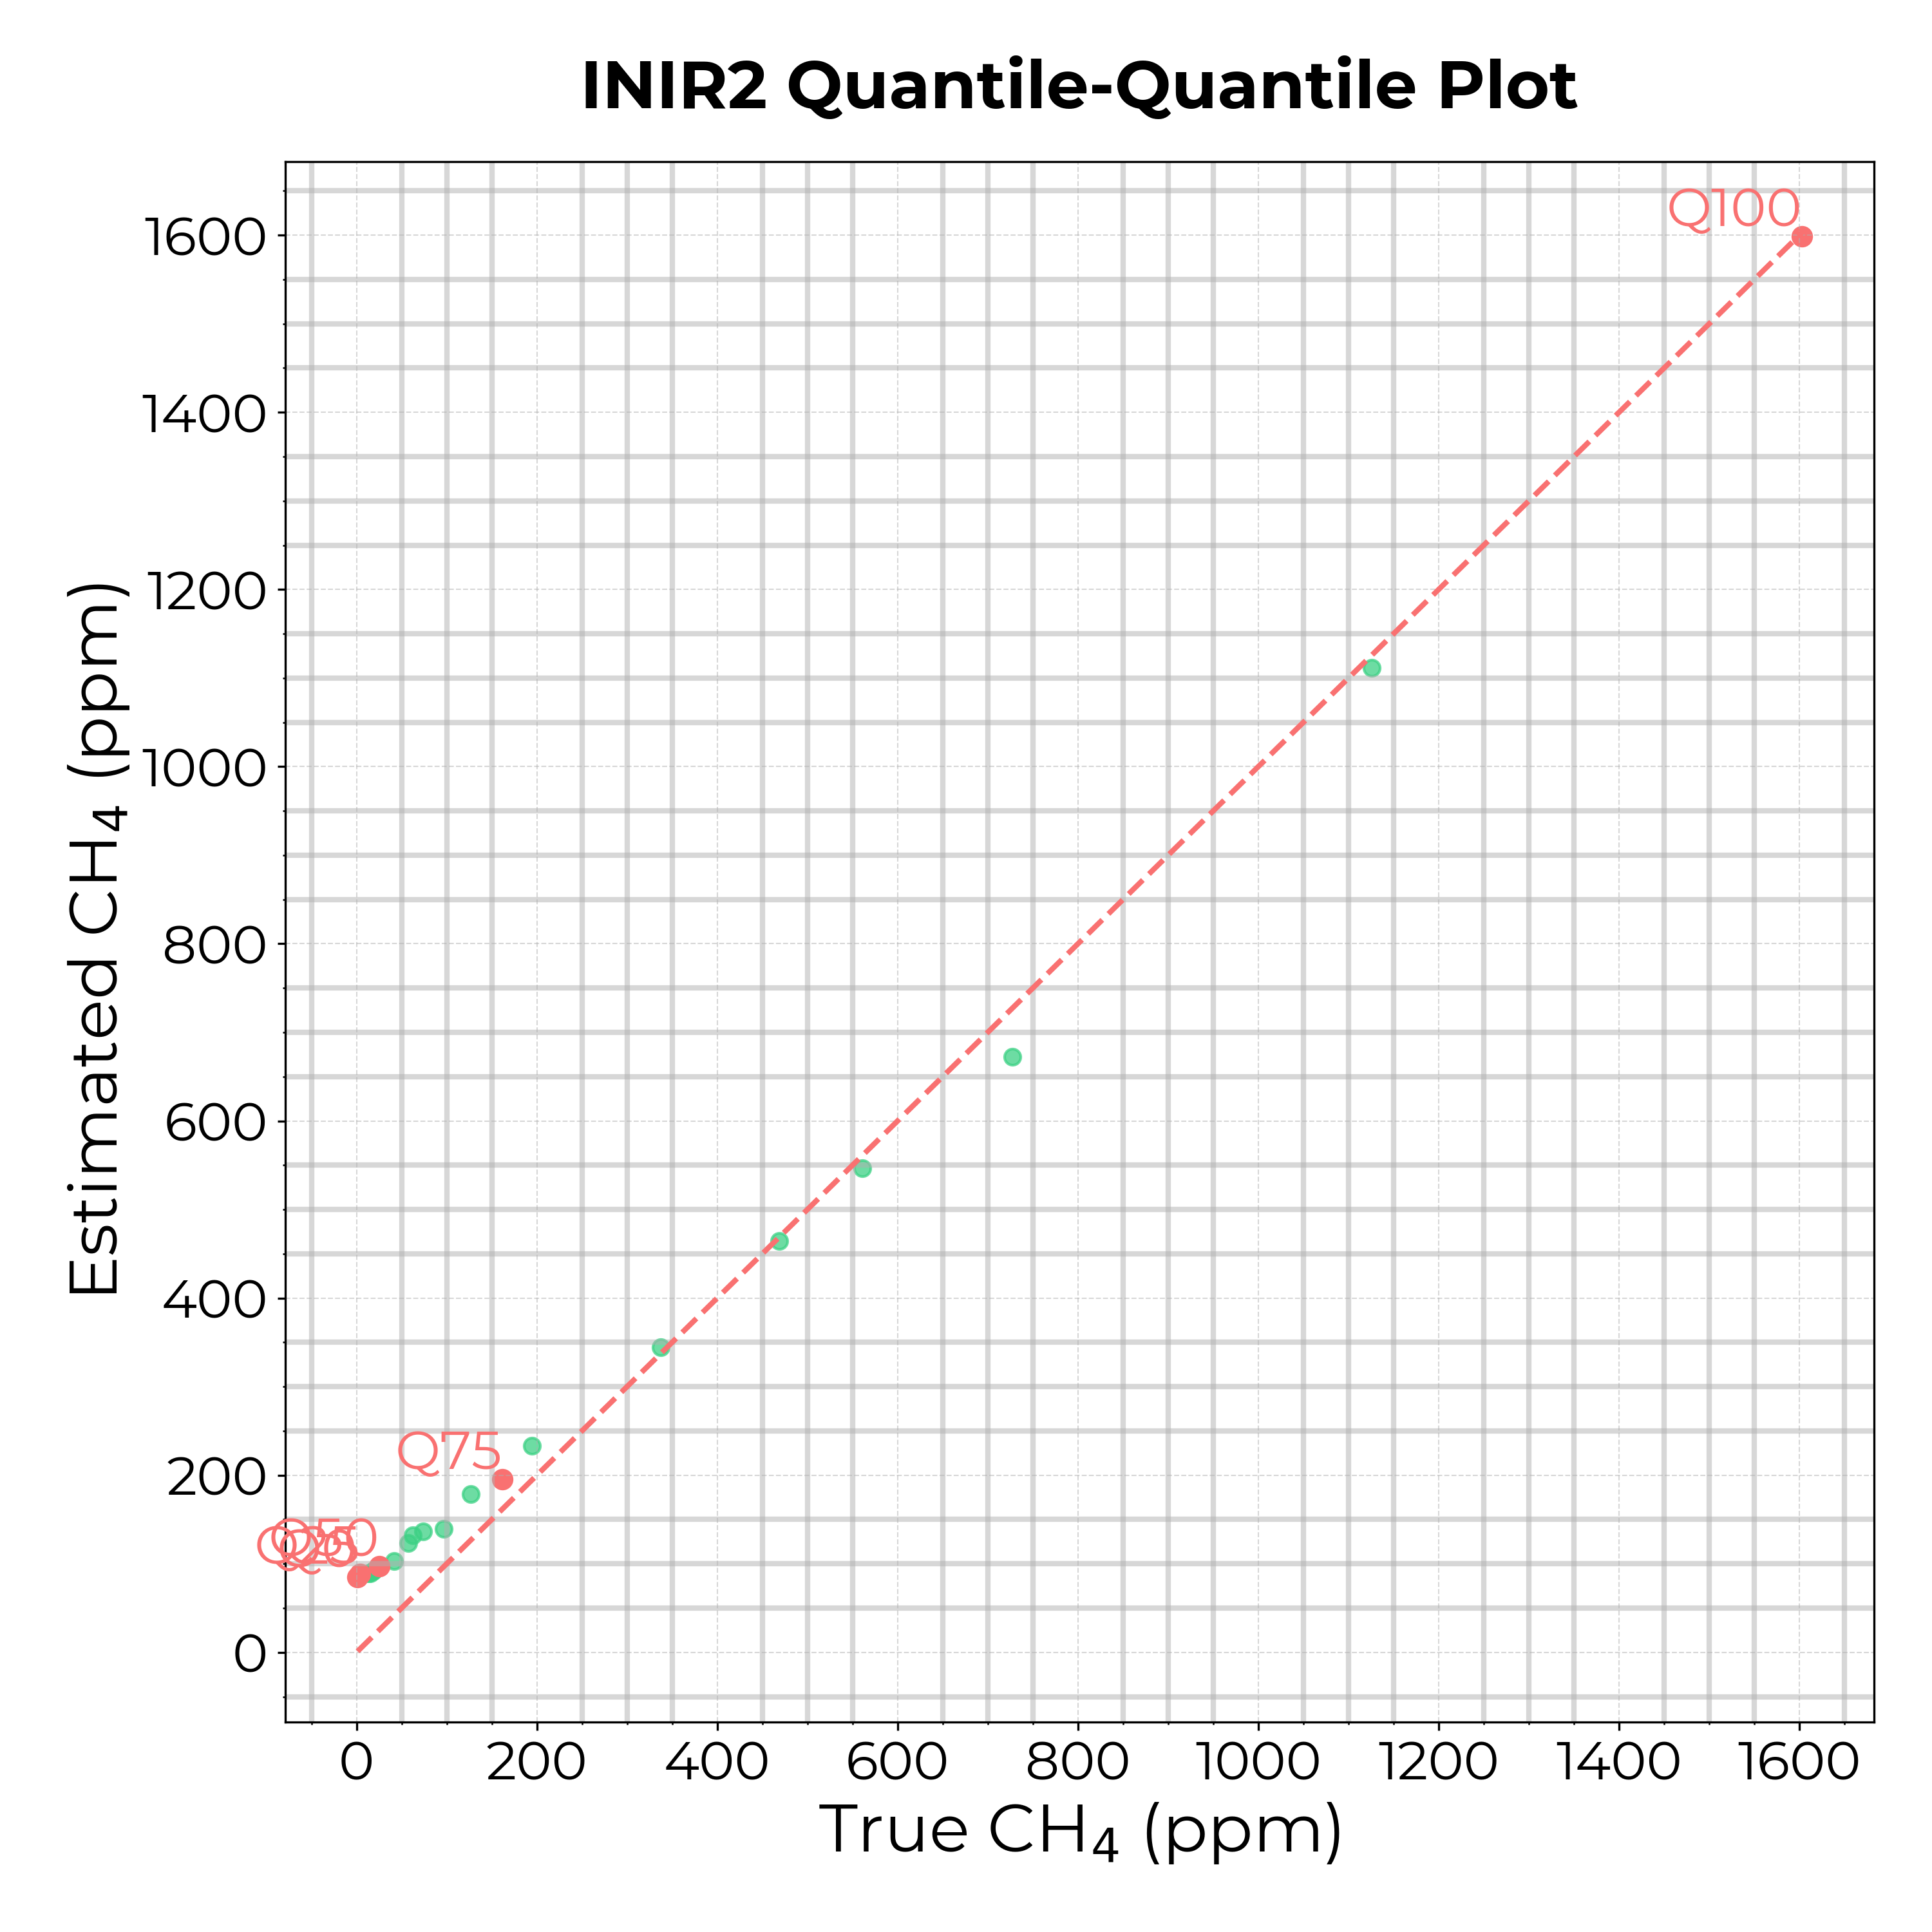 INIR2 Quantile-Quantile Plot
Estimated CH₄ (ppm)
1600
1400
1200
1000
800
600
400
200
0
Q100
Q75
Q50
0 200 400 600 800 1000 1200 1400 1600
True CH₄ (ppm)